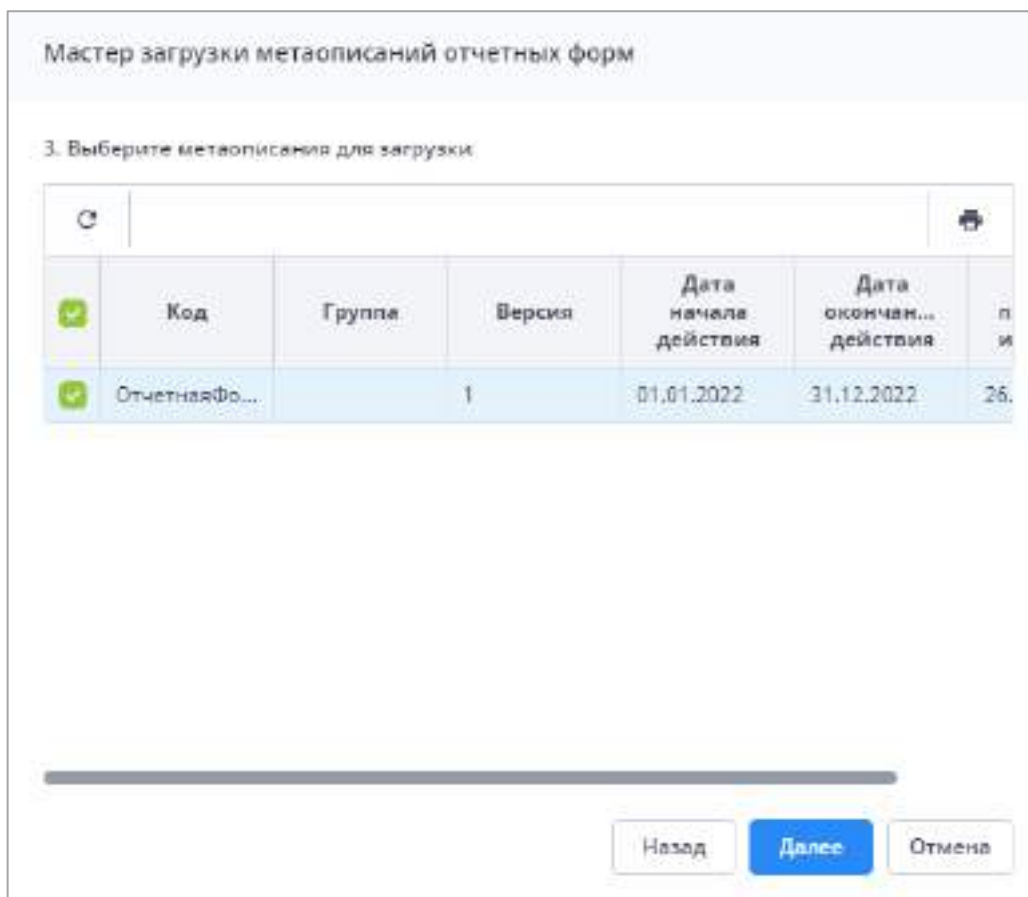 Мастер загрузки метаописаний отчетных форм
3. Выберите метаописания для загрузки
Код Группа Версия Дата начала действия Дата окончан... действия п и
ОтчетнаяФо... 1 01.01.2022 31.12.2022 26.
Назад Далее Отмена